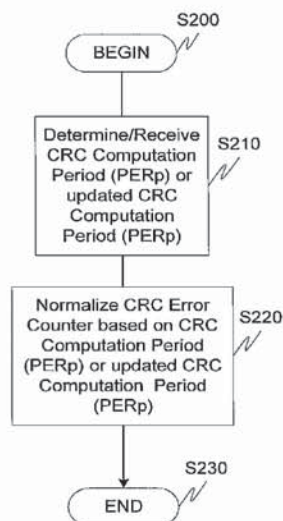 S200
BEGIN
Determine/Receive
CRC Computation
Period (PERp) or
updated CRC
Computation
Period (PERp)
S210
Normalize CRC Error
Counter based on CRC
Computation Period
(PERp) or updated CRC
Computation Period
(PERp)
S220
S230
END